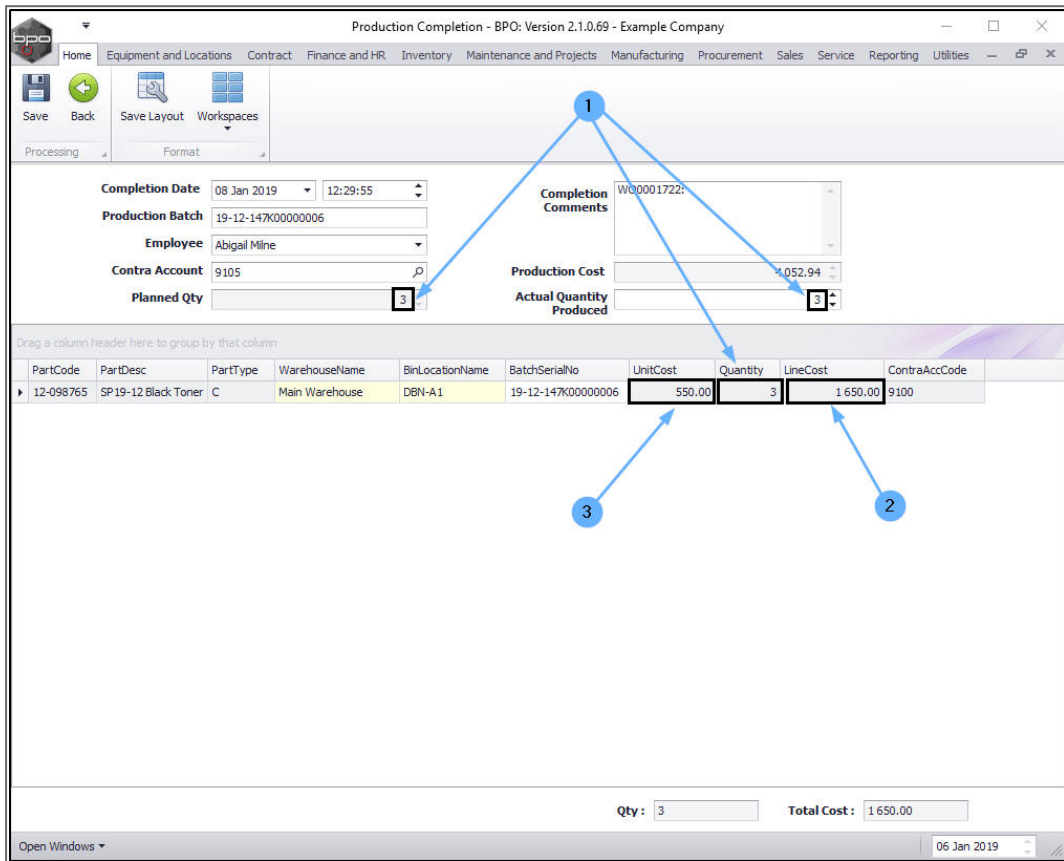 Production Completion - BPO: Version 2.1.0.69 - Example Company
bpo
Home Equipment and Locations Contract Finance and HR Inventory Maintenance and Projects Manufacturing Procurement Sales Service Reporting Utilities
Save Back Save Layout Workspaces
Processing Format
1
Completion Date 08 Jan 2019 12:29:55
Completion Comments WO0001722:
Production Batch 19-12-147K00000006
Employee Abigail Milne
Contra Account 9105
Production Cost 4 052.94
Planned Qty 3
Actual Quantity Produced 3
Drag a column header here to group by that column
PartCode PartDesc PartType WarehouseName BinLocationName BatchSerialNo UnitCost Quantity LineCost ContraAccCode
12-098765 SP19-12 Black Toner C Main Warehouse DBN-A1 19-12-147K00000006 550.00 3 1 650.00 9100
3 2
Qty : 3 Total Cost : 1 650.00
Open Windows 06 Jan 2019